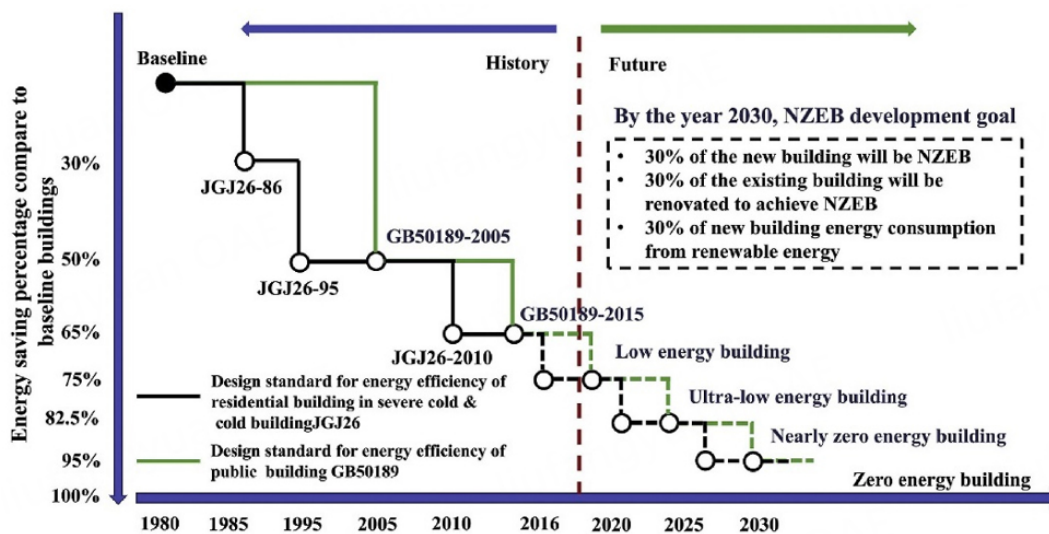 Baseline
History
Future
Energy saving percentage compare to
baseline buildings
By the year 2030, NZEB development goal
• 30% of the new building will be NZEB
• 30% of the existing building will be
renovated to achieve NZEB
• 30% of new building energy consumption
from renewable energy
30%
JGJ26-86
GB50189-2005
50%
JGJ26-95
GB50189-2015
65%
JGJ26-2010
Low energy building
75%
Design standard for energy efficiency of
residential building in severe cold &
cold buildingJGJ26
Ultra-low energy building
82.5%
Design standard for energy efficiency of
public building GB50189
Nearly zero energy building
95%
Zero energy building
100%
1980 1985 1995 2005 2010 2016 2020 2025 2030